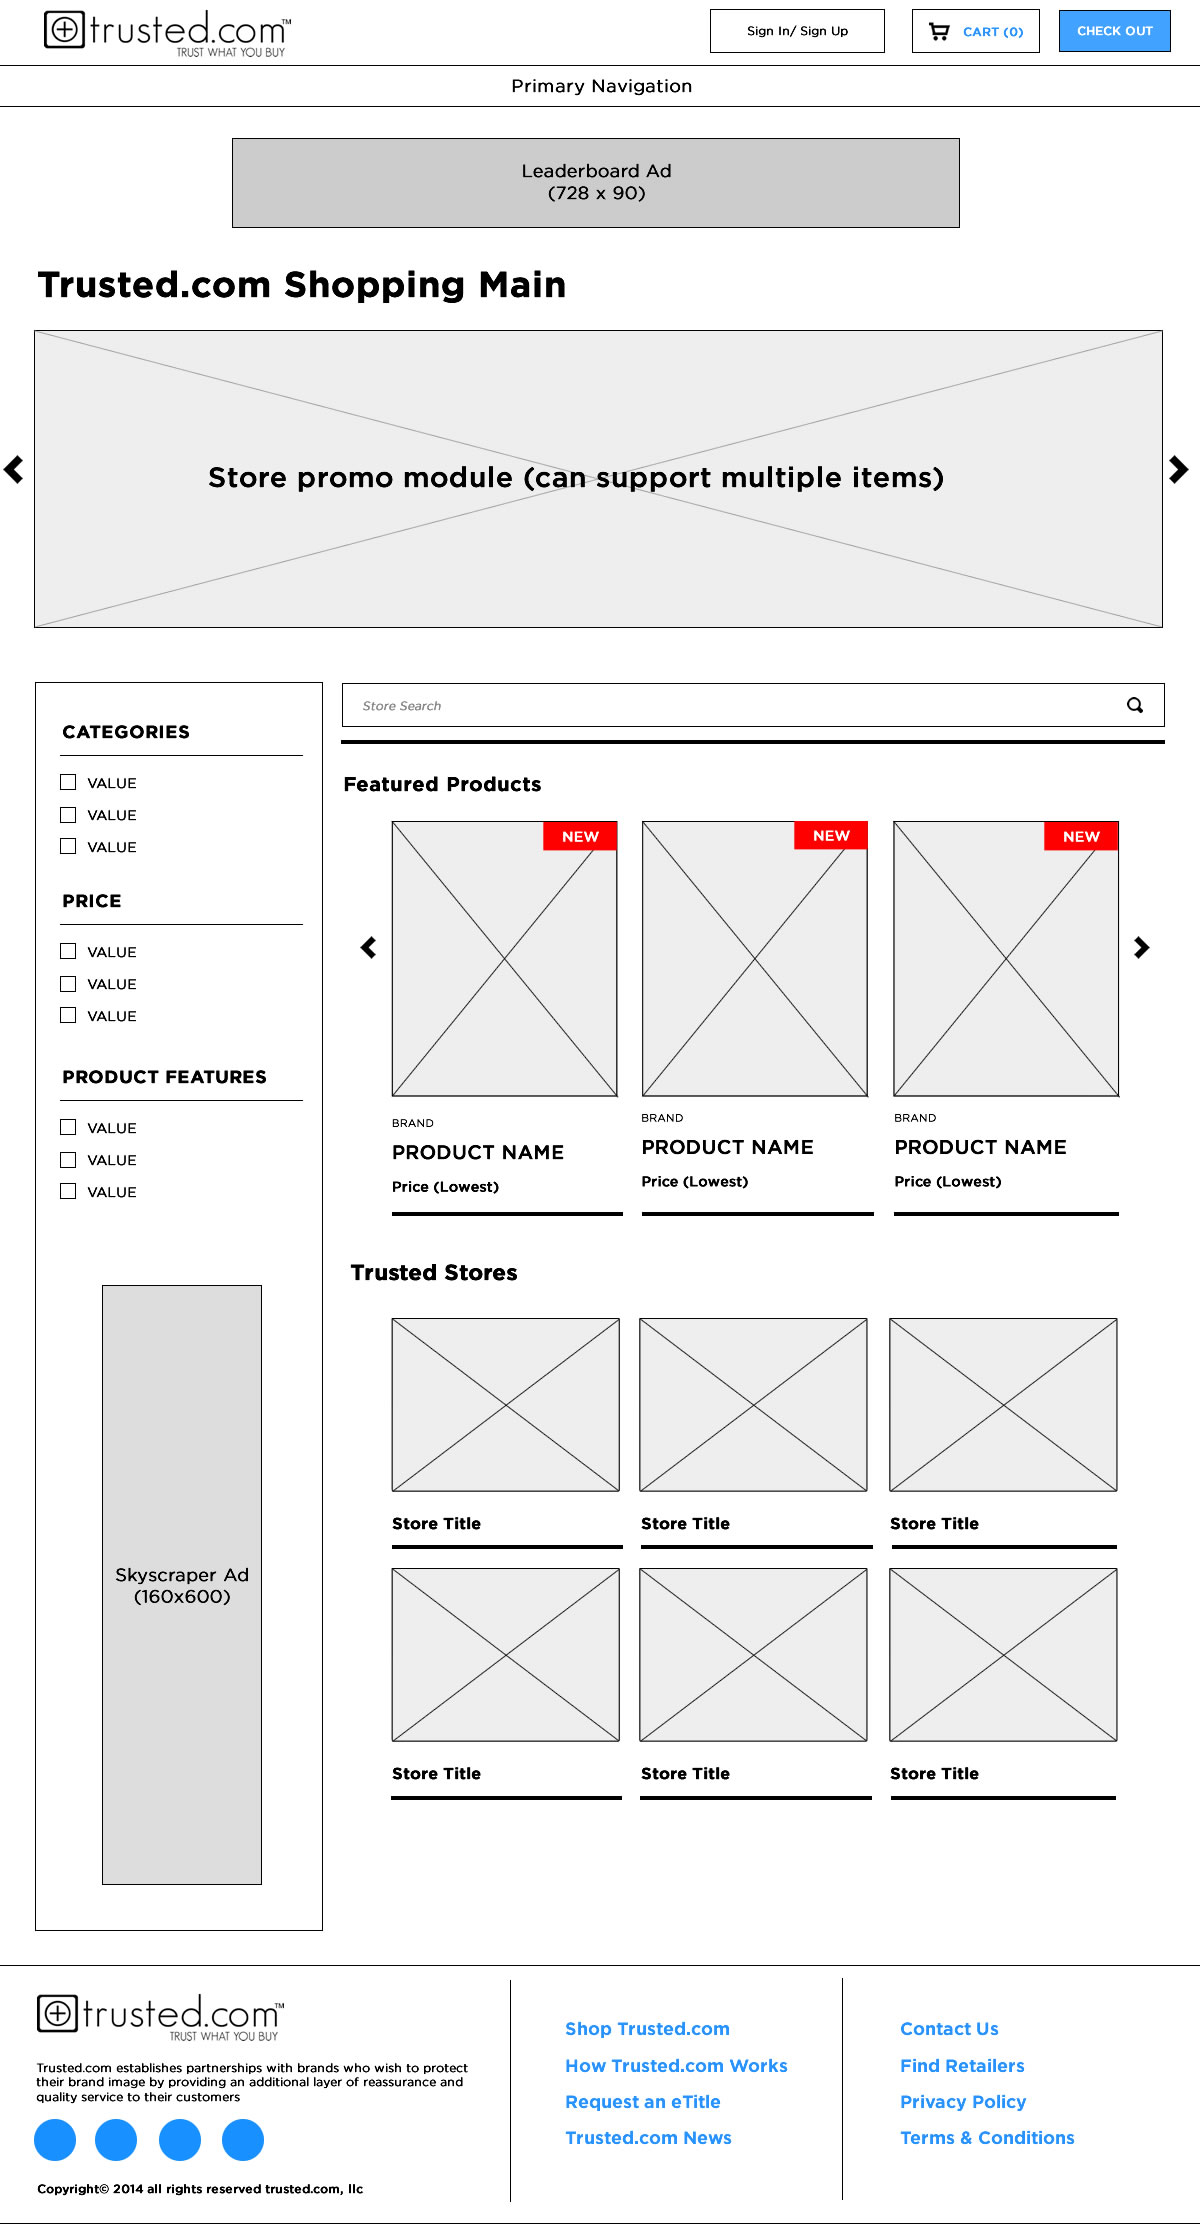 trusted.com™
TRUST WHAT YOU BUY
Sign In/ Sign Up
CART (0)
CHECK OUT
Primary Navigation
Leaderboard Ad
(728 x 90)
Trusted.com Shopping Main
Store promo module (can support multiple items)
CATEGORIES
VALUE
VALUE
VALUE
PRICE
VALUE
VALUE
VALUE
PRODUCT FEATURES
VALUE
VALUE
VALUE
Skyscraper Ad
(160x600)
Store Search
Featured Products
NEW
NEW
NEW
BRAND
PRODUCT NAME
Price (Lowest)
BRAND
PRODUCT NAME
Price (Lowest)
BRAND
PRODUCT NAME
Price (Lowest)
Trusted Stores
Store Title
Store Title
Store Title
Store Title
Store Title
Store Title
trusted.com™
TRUST WHAT YOU BUY
Trusted.com establishes partnerships with brands who wish to protect
their brand image by providing an additional layer of reassurance and
quality service to their customers
Copyright© 2014 all rights reserved trusted.com, llc
Shop Trusted.com
How Trusted.com Works
Request an eTitle
Trusted.com News
Contact Us
Find Retailers
Privacy Policy
Terms & Conditions